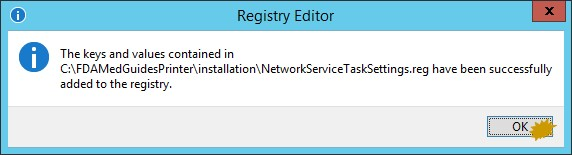 Registry Editor
The keys and values contained in
C:\FDAMedGuidesPrinter\installation\NetworkServiceTaskSettings.reg have been successfully
added to the registry.
OK